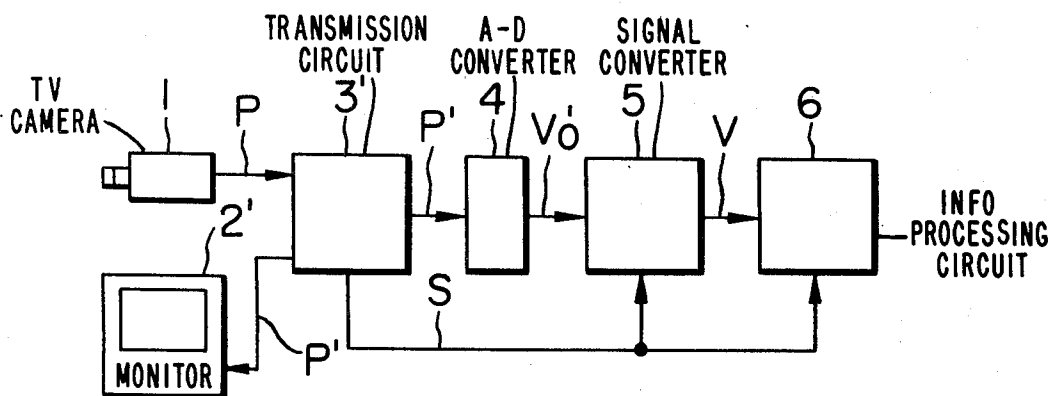 TRANSMISSION
CIRCUIT
3'
A-D
CONVERTER
4
SIGNAL
CONVERTER
5
6
TV
CAMERA
1
P
P'
V0'
V
INFO
PROCESSING
CIRCUIT
2'
MONITOR
P'
S